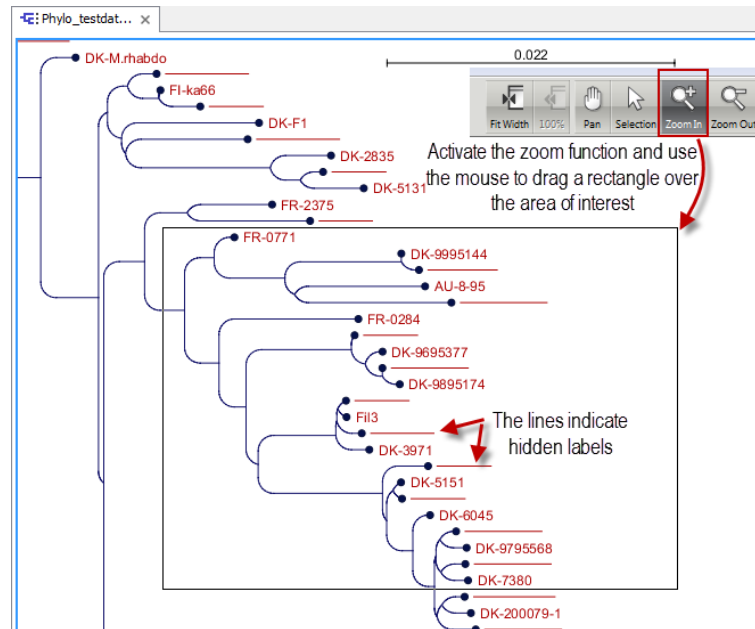 Phylo_testdat...
DK-M.rhabdo
0.022
FI-ka66
Fit Width 100% Pan Selection Zoom In Zoom Out
DK-F1
Activate the zoom function and use
the mouse to drag a rectangle over
the area of interest
DK-2835
DK-5131
FR-2375
FR-0771
DK-9995144
AU-8-95
FR-0284
DK-9695377
DK-9895174
Fil3
The lines indicate
hidden labels
DK-3971
DK-5151
DK-6045
DK-9795568
DK-7380
DK-200079-1